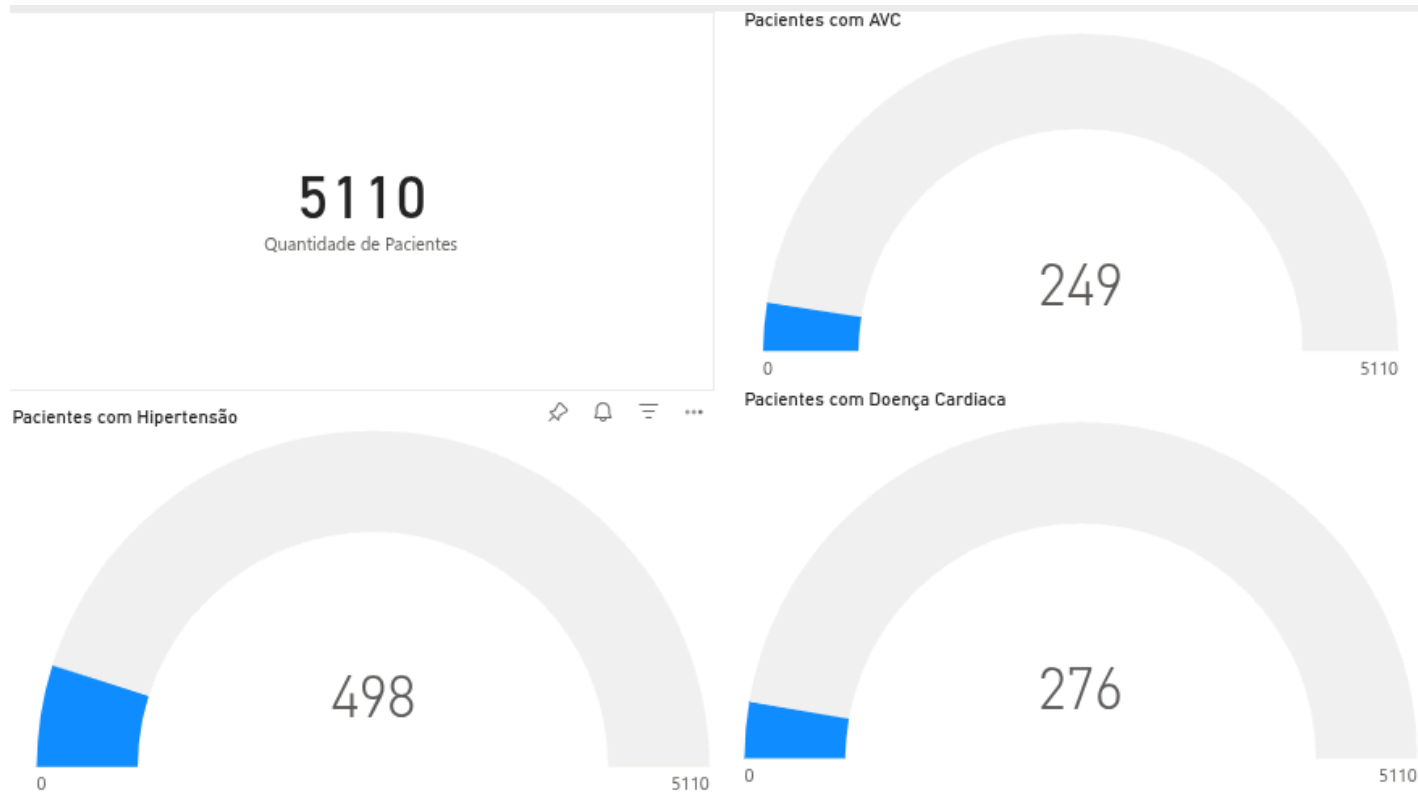 5110
Quantidade de Pacientes
Pacientes com AVC
249
0
5110
Pacientes com Hipertensão
498
0
5110
Pacientes com Doença Cardiaca
276
0
5110